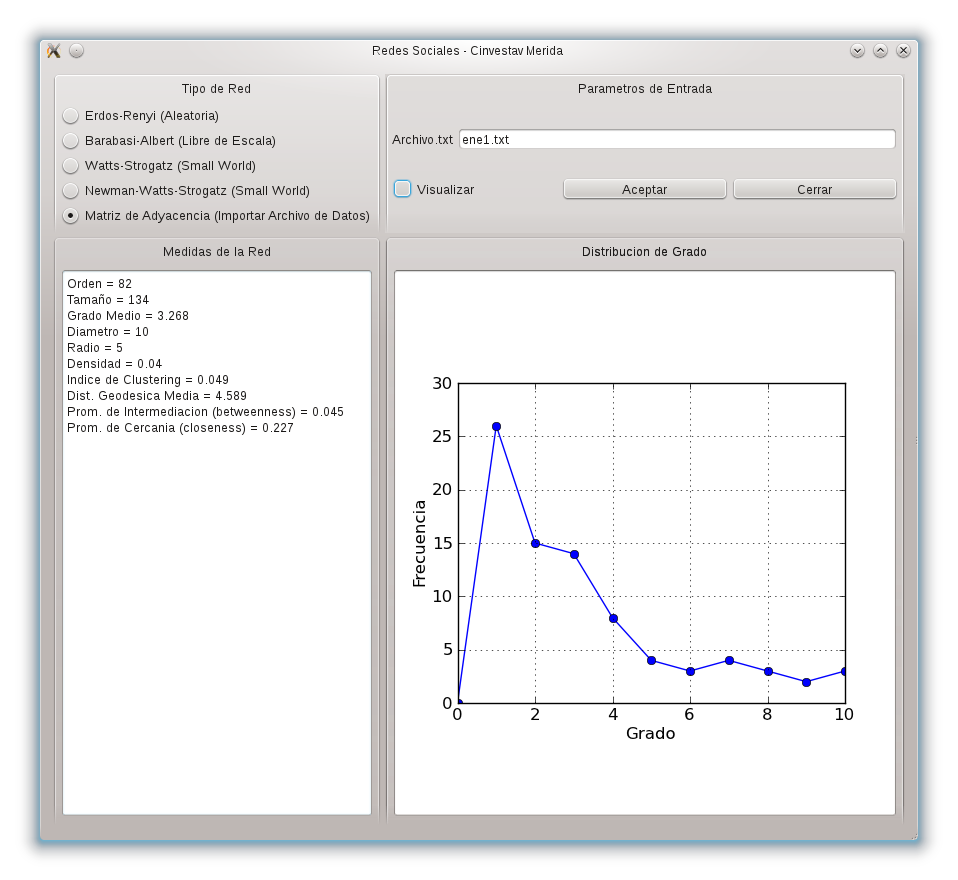 Redes Sociales - Cinvestav Merida
Tipo de Red
Erdos-Renyi (Aleatoria)
Barabasi-Albert (Libre de Escala)
Watts-Strogatz (Small World)
Newman-Watts-Strogatz (Small World)
Matriz de Adyacencia (Importar Archivo de Datos)
Parametros de Entrada
Archivo.txt ene1.txt
Visualizar Aceptar Cerrar
Medidas de la Red
Orden = 82
Tamaño = 134
Grado Medio = 3.268
Diametro = 10
Radio = 5
Densidad = 0.04
Indice de Clustering = 0.049
Dist. Geodesica Media = 4.589
Prom. de Intermediacion (betweenness) = 0.045
Prom. de Cercania (closeness) = 0.227
Distribucion de Grado
30
25
20
15
10
5
0
Frecuencia
0 2 4 6 8 10
Grado